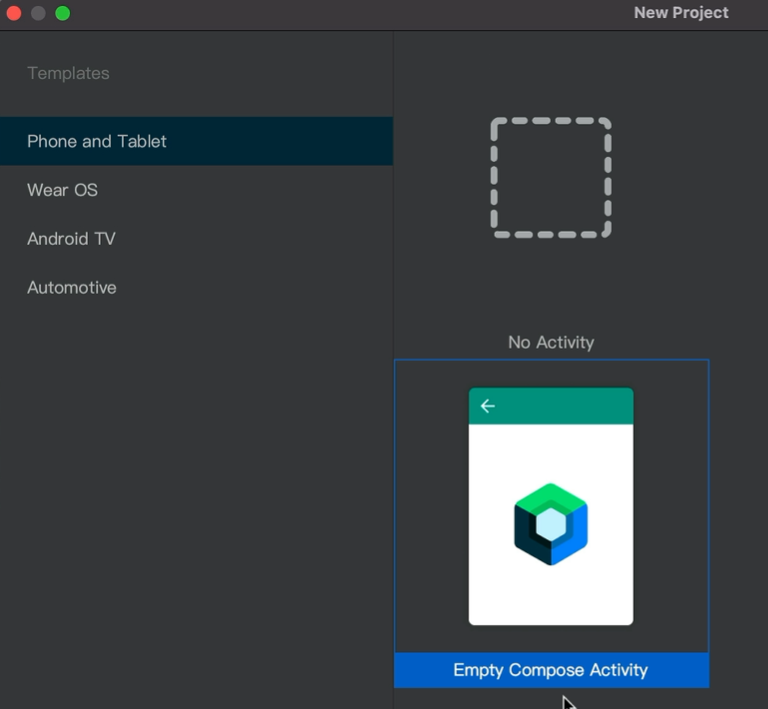 New Project
Templates
Phone and Tablet
Wear OS
Android TV
Automotive
No Activity
Empty Compose Activity